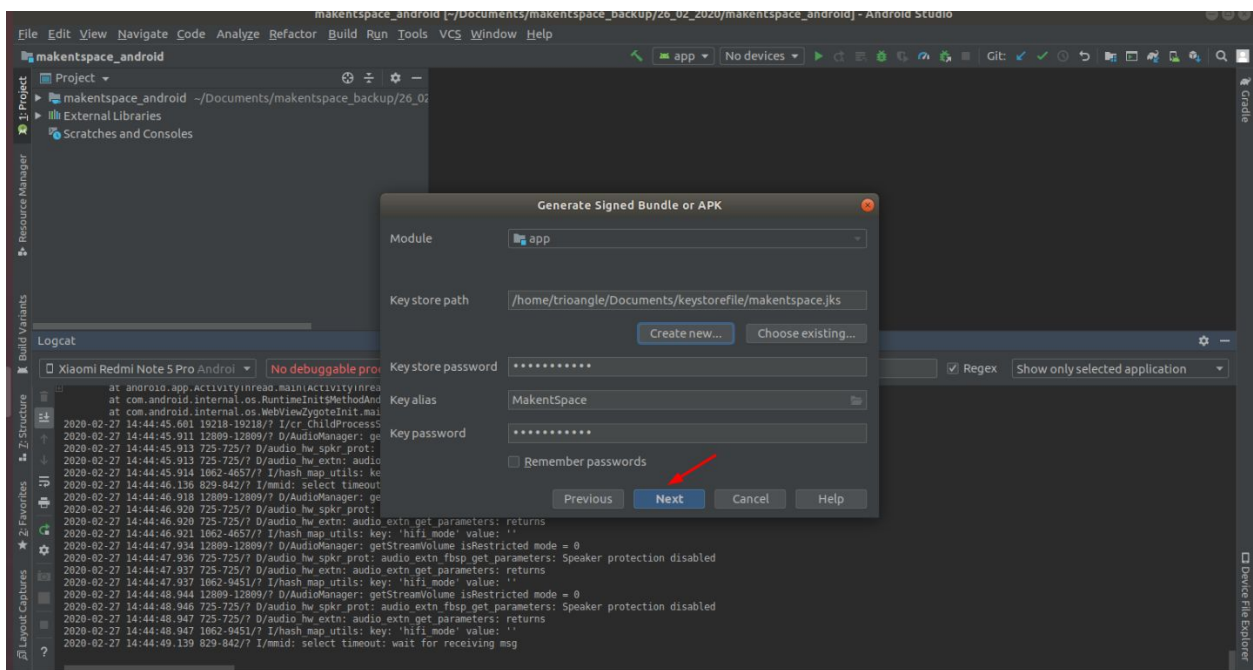 makentspace_android [~/Documents/makentspace_backup/26_02_2020/makentspace_android] - Android Studio
File Edit View Navigate Code Analyze Refactor Build Run Tools VCS Window Help
makentspace_android
app
No devices
Git:
1: Project
Resource Manager
Build Variants
7: Structure
2: Favorites
Layout Captures
Gradle
Device File Explorer
Project
makentspace_android ~/Documents/makentspace_backup/26_02
External Libraries
Scratches and Consoles
Generate Signed Bundle or APK
Module
app
Key store path
/home/trioangle/Documents/keystorefile/makentspace.jks
Create new...
Choose existing...
Key store password
Key alias
MakentSpace
Key password
Remember passwords
Previous
Next
Cancel
Help
Logcat
Xiaomi Redmi Note 5 Pro Androi
No debuggable pro
Regex
Show only selected application
at android.app.ActivityThread.main(ActivityThrea
at com.android.internal.os.RuntimeInit$MethodAnd
at com.android.internal.os.WebViewZygoteInit.mai
2020-02-27 14:44:45.601 19218-19218/? I/cr_ChildProcessS
2020-02-27 14:44:45.911 12809-12809/? D/AudioManager: ge
2020-02-27 14:44:45.913 725-725/? D/audio_hw_spkr_prot:
2020-02-27 14:44:45.913 725-725/? D/audio_hw_extn: audio
2020-02-27 14:44:45.914 1062-4657/? I/hash_map_utils: ke
2020-02-27 14:44:46.136 829-842/? I/mmid: select timeout
2020-02-27 14:44:46.918 12809-12809/? D/AudioManager: ge
2020-02-27 14:44:46.920 725-725/? D/audio_hw_spkr_prot:
2020-02-27 14:44:46.920 725-725/? D/audio_hw_extn: audio_extn_get_parameters: returns
2020-02-27 14:44:46.921 1062-4657/? I/hash_map_utils: key: 'hifi_mode' value: ''
2020-02-27 14:44:47.934 12809-12809/? D/AudioManager: getStreamVolume isRestricted mode = 0
2020-02-27 14:44:47.936 725-725/? D/audio_hw_spkr_prot: audio_extn_fbsp_get_parameters: Speaker protection disabled
2020-02-27 14:44:47.937 725-725/? D/audio_hw_extn: audio_extn_get_parameters: returns
2020-02-27 14:44:47.937 1062-9451/? I/hash_map_utils: key: 'hifi_mode' value: ''
2020-02-27 14:44:48.944 12809-12809/? D/AudioManager: getStreamVolume isRestricted mode = 0
2020-02-27 14:44:48.946 725-725/? D/audio_hw_spkr_prot: audio_extn_fbsp_get_parameters: Speaker protection disabled
2020-02-27 14:44:48.947 725-725/? D/audio_hw_extn: audio_extn_get_parameters: returns
2020-02-27 14:44:48.947 1062-9451/? I/hash_map_utils: key: 'hifi_mode' value: ''
2020-02-27 14:44:49.139 829-842/? I/mmid: select timeout: wait for receiving msg